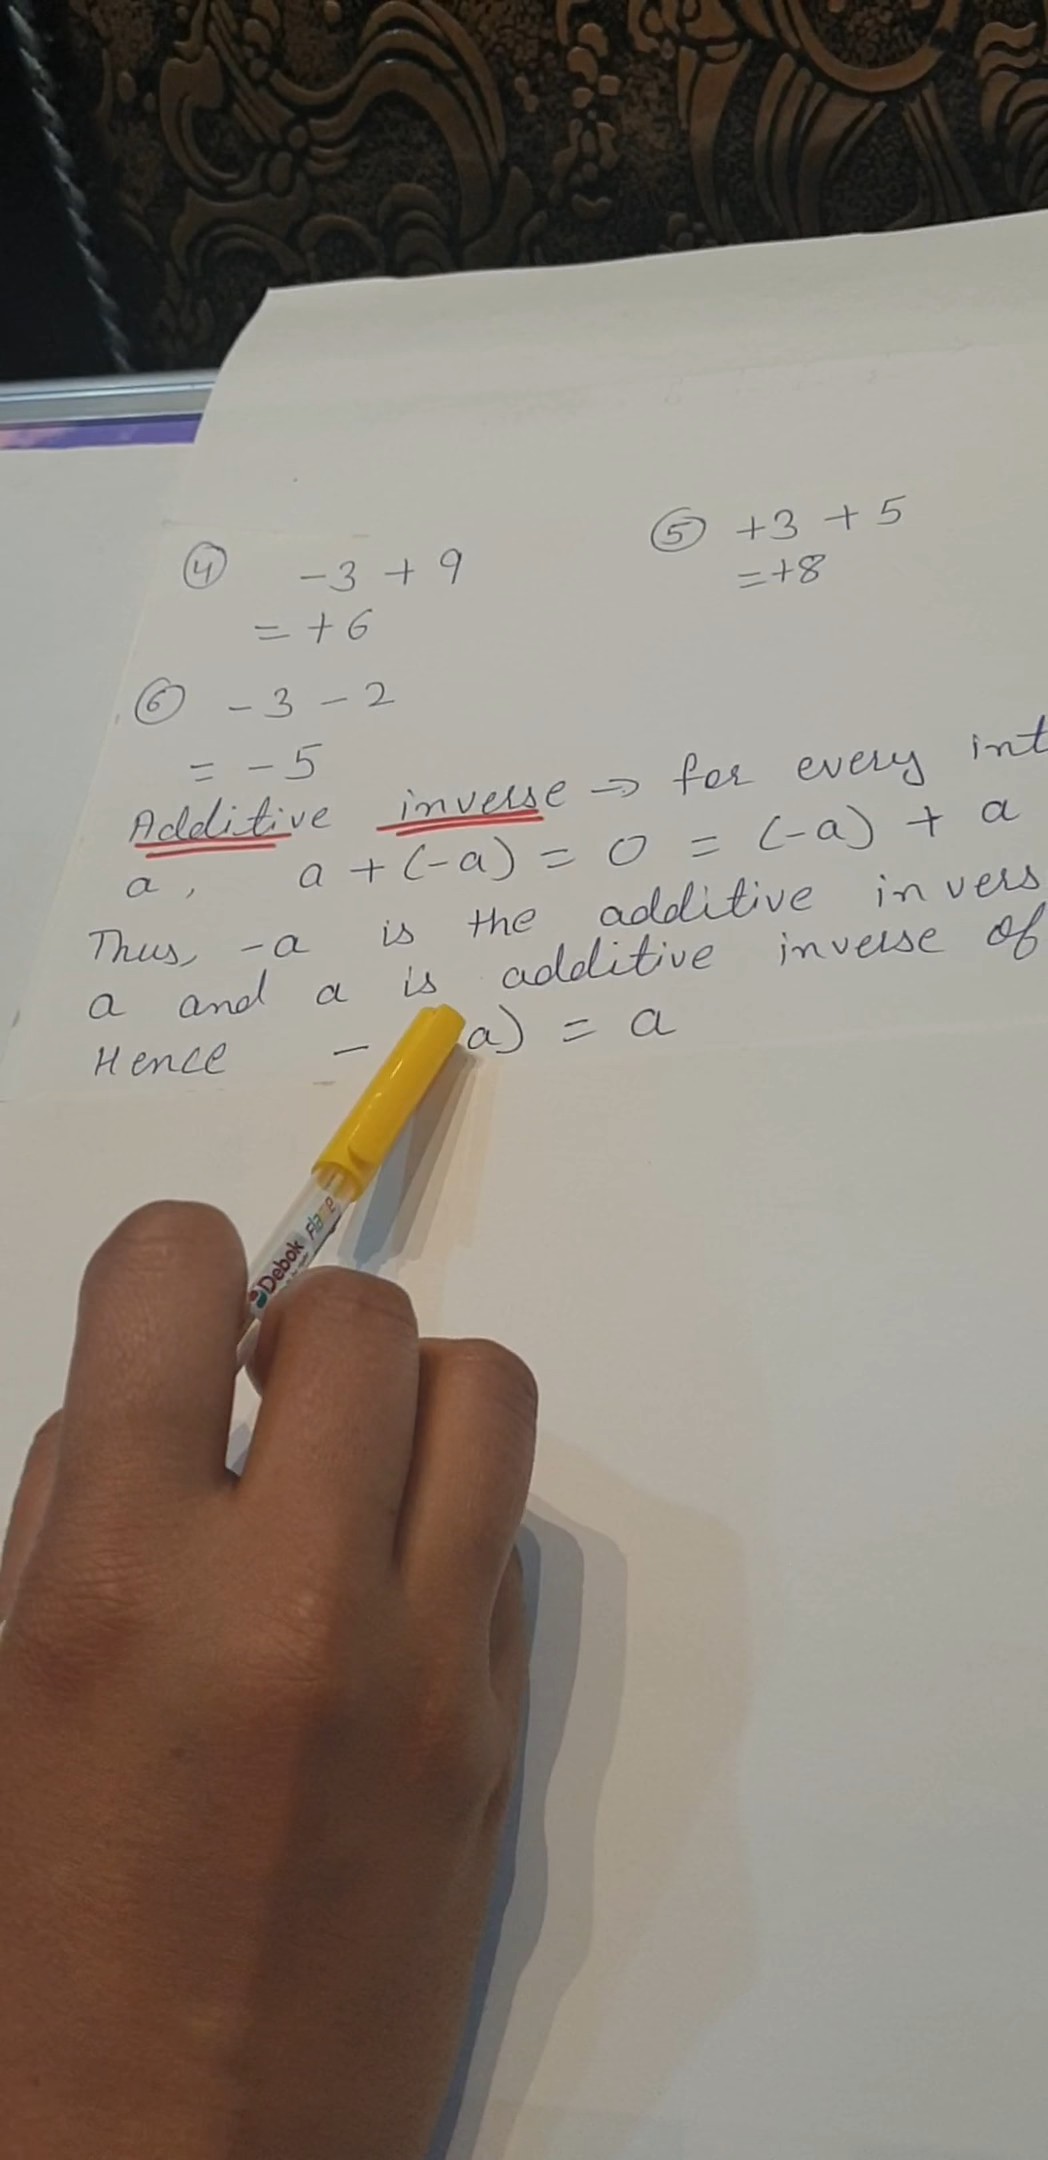 ④ -3 + 9
= +6
⑤ +3 + 5
= +8
⑥ -3 - 2
= -5
Additive inverse → for every int
a, a + (-a) = 0 = (-a) + a
Thus, -a is the additive invers
a and a is additive inverse of
Hence - a) = a
Debok Flame